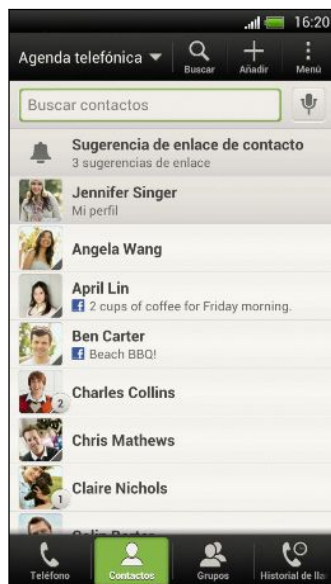 16:20
Agenda telefónica
Buscar
Añadir
Menú
Buscar contactos
Sugerencia de enlace de contacto
3 sugerencias de enlace
Jennifer Singer
Mi perfil
Angela Wang
April Lin
f 2 cups of coffee for Friday morning.
Ben Carter
f Beach BBQ!
Charles Collins
2
Chris Mathews
Claire Nichols
1
Teléfono
Contactos
Grupos
Historial de lla